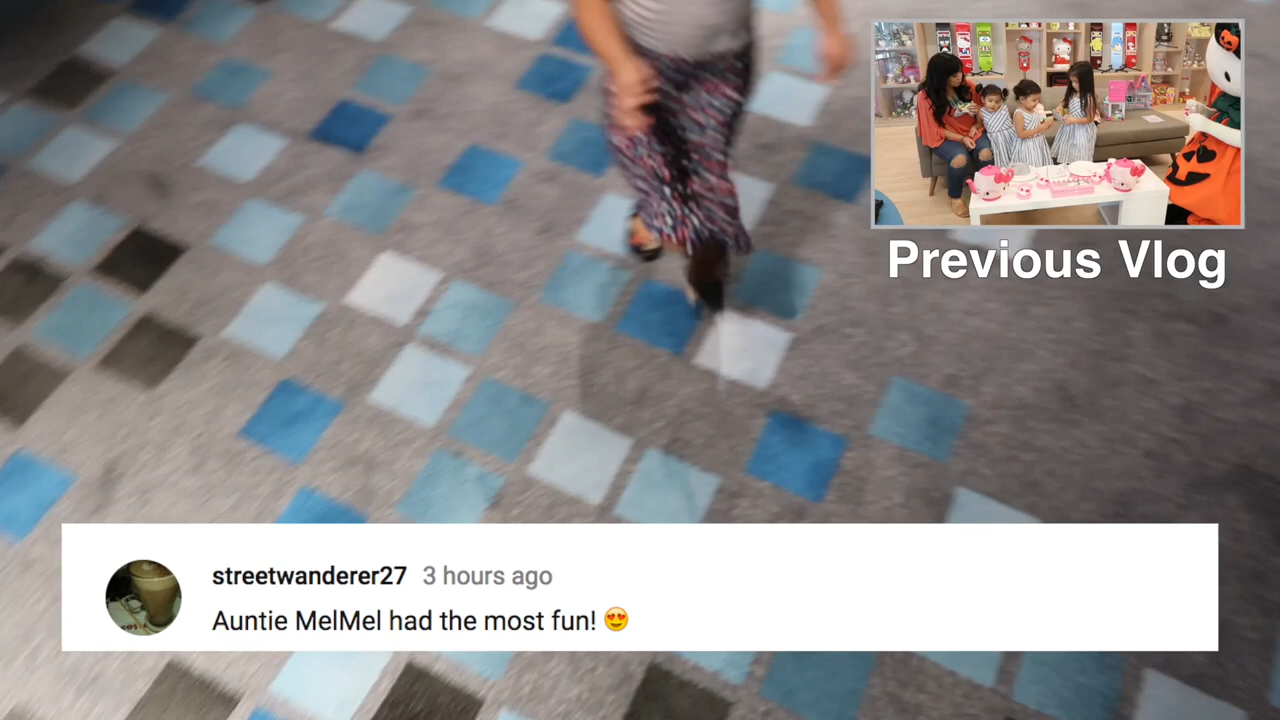 Previous Vlog
streetwanderer27 3 hours ago
Auntie MelMel had the most fun! 😍